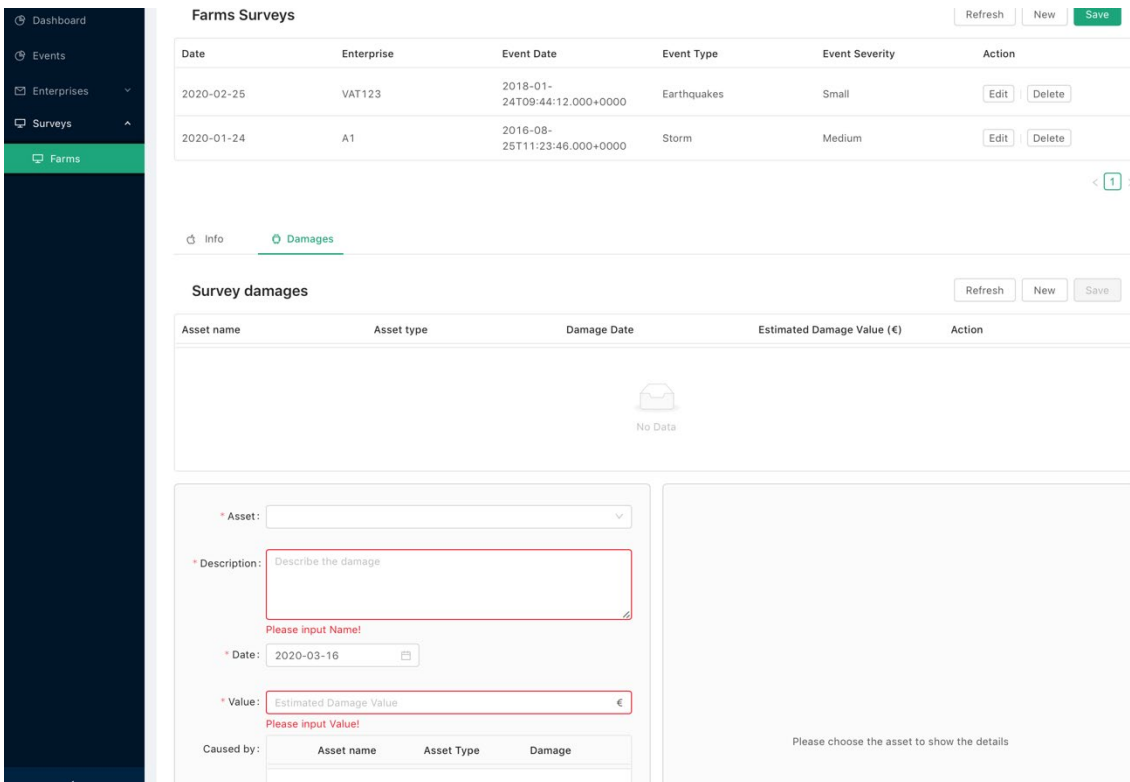 Dashboard
Events
Enterprises
Surveys
Farms
Farms Surveys
Refresh New Save
Date Enterprise Event Date Event Type Event Severity Action
2020-02-25 VAT123 2018-01-24T09:44:12.000+0000 Earthquakes Small Edit Delete
2020-01-24 A1 2016-08-25T11:23:46.000+0000 Storm Medium Edit Delete
< 1
Info Damages
Survey damages
Refresh New Save
Asset name Asset type Damage Date Estimated Damage Value (€) Action
No Data
* Asset:
* Description: Describe the damage
Please input Name!
* Date: 2020-03-16
* Value: Estimated Damage Value €
Please input Value!
Caused by: Asset name Asset Type Damage
Please choose the asset to show the details